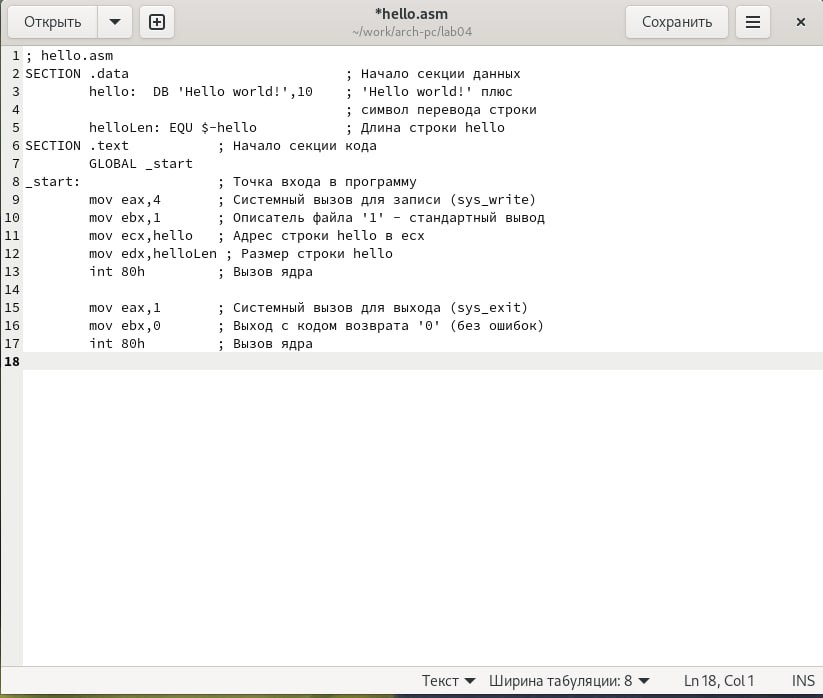 Открыть
*hello.asm
~/work/arch-pc/lab04
Сохранить
1 ; hello.asm
2 SECTION .data                           ; Начало секции данных
3         hello:  DB 'Hello world!',10    ; 'Hello world!' плюс
4                                         ; символ перевода строки
5         helloLen: EQU $-hello           ; Длина строки hello
6 SECTION .text           ; Начало секции кода
7         GLOBAL _start
8 _start:                 ; Точка входа в программу
9         mov eax,4       ; Системный вызов для записи (sys_write)
10         mov ebx,1       ; Описатель файла '1' - стандартный вывод
11         mov ecx,hello   ; Адрес строки hello в ecx
12         mov edx,helloLen ; Размер строки hello
13         int 80h         ; Вызов ядра
14
15         mov eax,1       ; Системный вызов для выхода (sys_exit)
16         mov ebx,0       ; Выход с кодом возврата '0' (без ошибок)
17         int 80h         ; Вызов ядра
18
Текст Ширина табуляции: 8 Ln 18, Col 1 INS